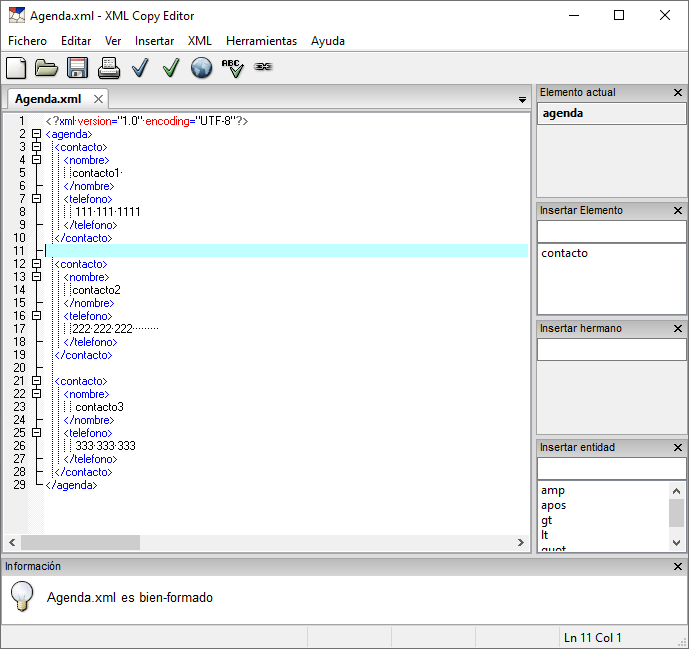 Agenda.xml - XML Copy Editor
Fichero Editar Ver Insertar XML Herramientas Ayuda
ABC
Agenda.xml
1 <?xml·version="1.0"·encoding="UTF-8"?>
2 <agenda>
3 <contacto>
4 <nombre>
5 contacto1·
6 </nombre>
7 <telefono>
8 111·111·1111
9 </telefono>
10 </contacto>
11
12 <contacto>
13 <nombre>
14 contacto2
15 </nombre>
16 <telefono>
17 222·222·222·········
18 </telefono>
19 </contacto>
20
21 <contacto>
22 <nombre>
23 contacto3
24 </nombre>
25 <telefono>
26 333·333·333
27 </telefono>
28 </contacto>
29 </agenda>
Elemento actual
agenda
Insertar Elemento
contacto
Insertar hermano
Insertar entidad
amp
apos
gt
lt
quot
Información
Agenda.xml es bien-formado
Ln 11 Col 1